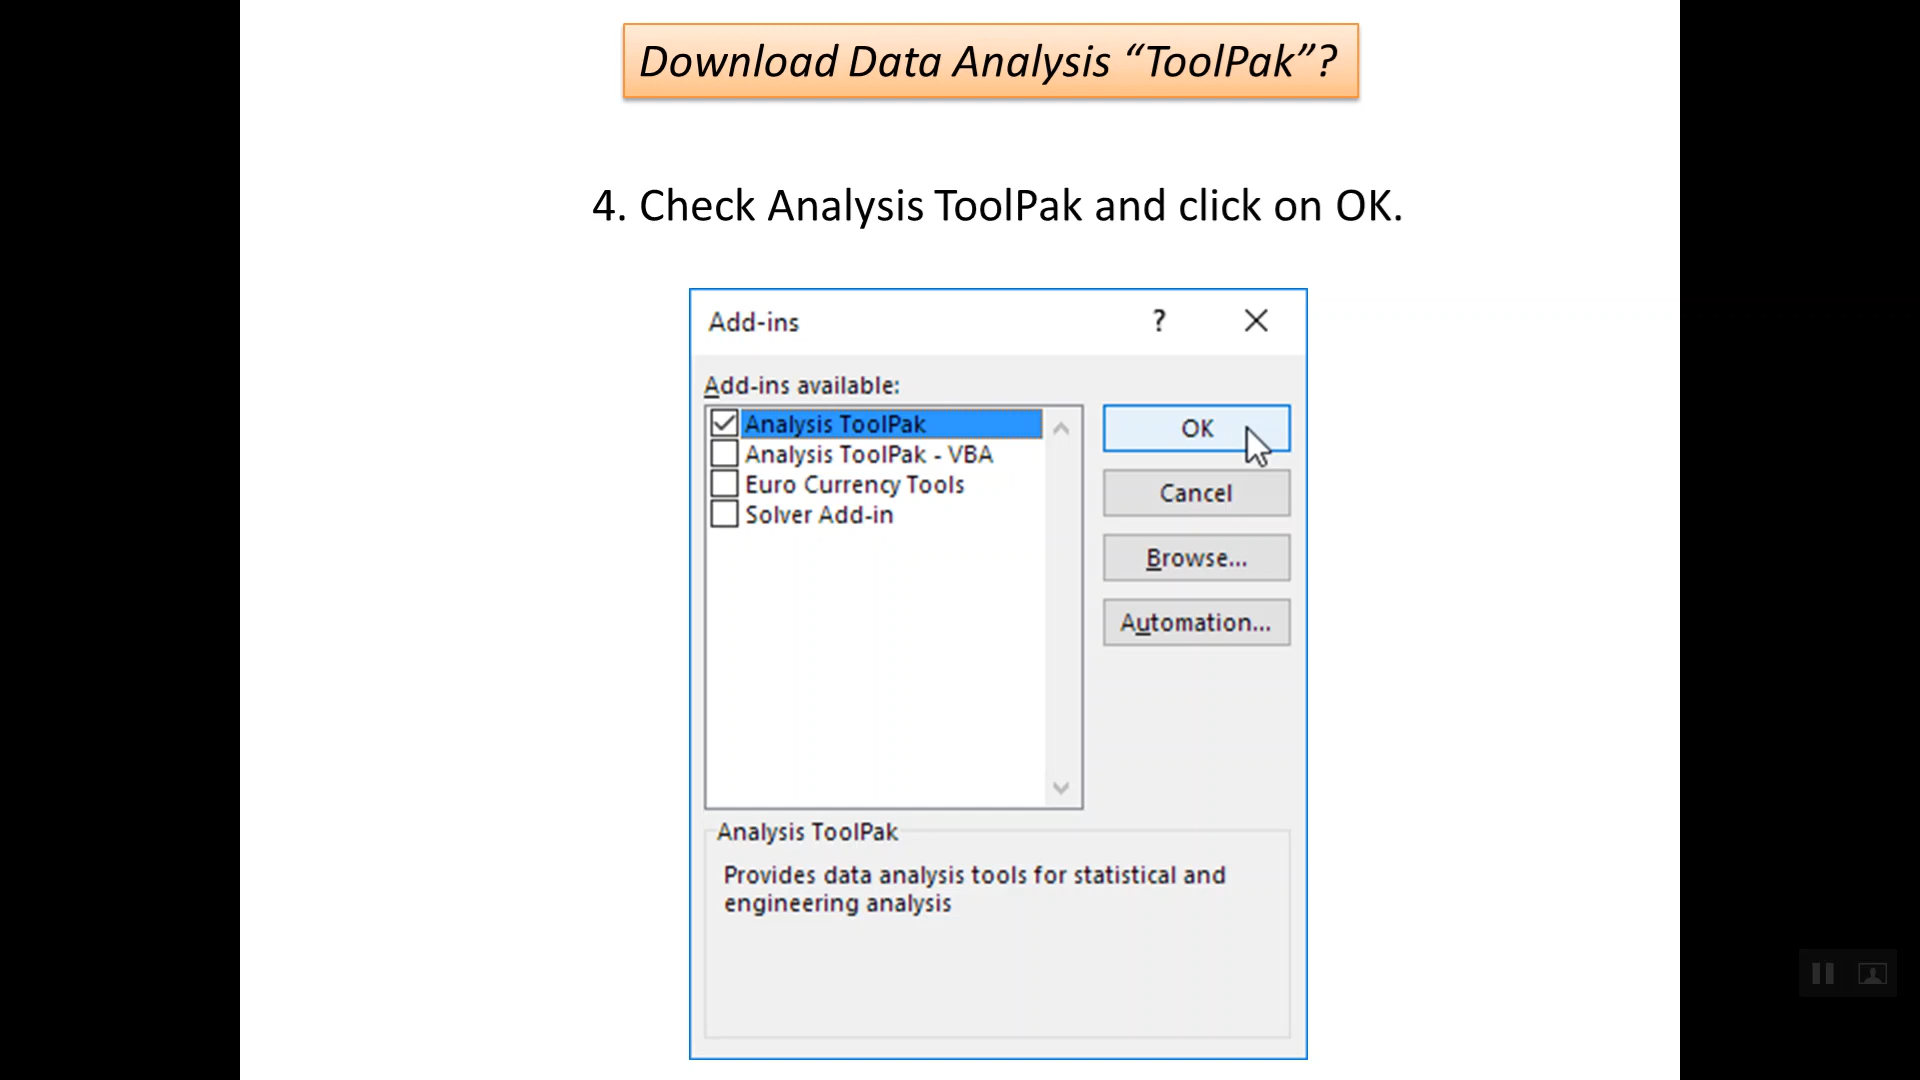 Download Data Analysis “ToolPak”?
4. Check Analysis ToolPak and click on OK.
Add-ins ?
Add-ins available:
Analysis ToolPak
Analysis ToolPak - VBA
Euro Currency Tools
Solver Add-in
OK
Cancel
Browse...
Automation...
Analysis ToolPak
Provides data analysis tools for statistical and
engineering analysis